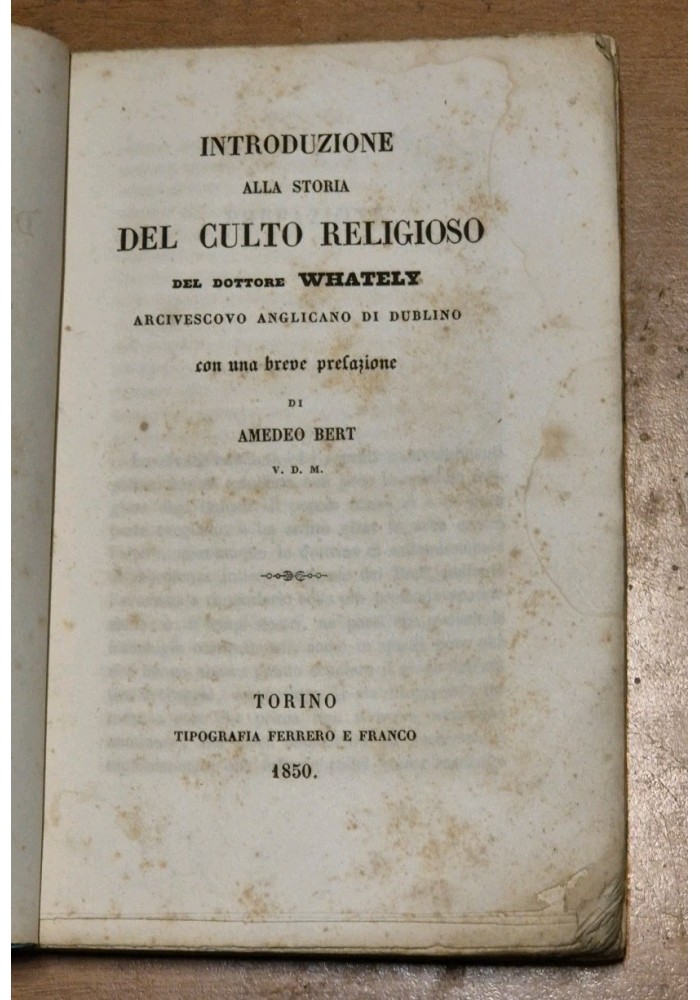 INTRODUZIONE
ALLA STORIA
DEL CULTO RELIGIOSO
DEL DOTTORE WHATELY
ARCIVESCOVO ANGLICANO DI DUBLINO
con una breve prefazione
DI
AMEDEO BERT
V. D. M.
TORINO
TIPOGRAFIA FERRERO E FRANCO
1850.